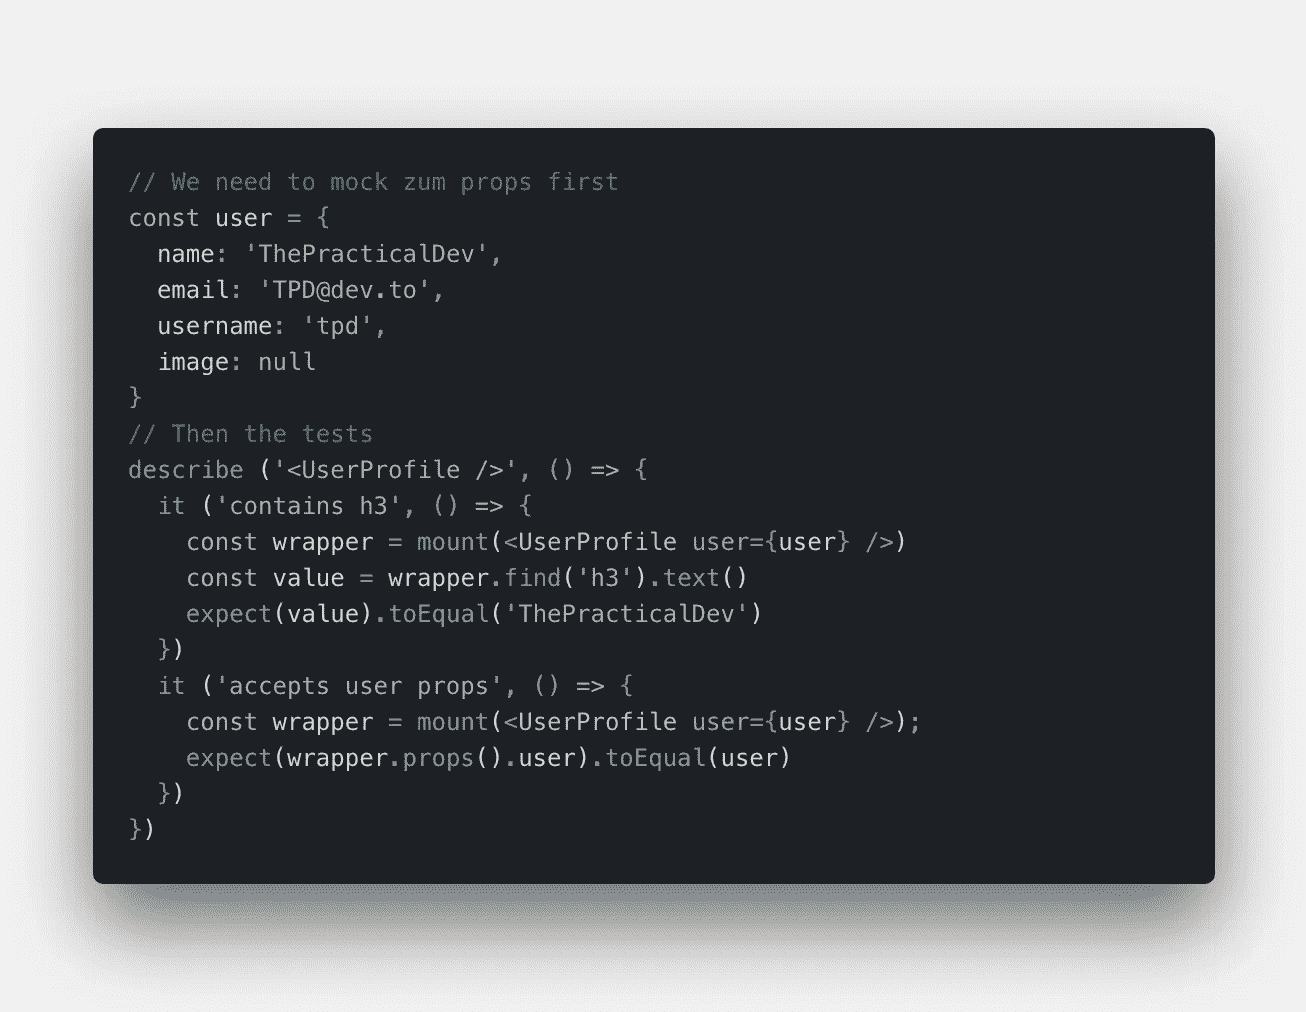 // We need to mock zum props first
const user = {
  name: 'ThePracticalDev',
  email: 'TPD@dev.to',
  username: 'tpd',
  image: null
}
// Then the tests
describe ('<UserProfile />', () => {
  it ('contains h3', () => {
    const wrapper = mount(<UserProfile user={user} />)
    const value = wrapper.find('h3').text()
    expect(value).toEqual('ThePracticalDev')
  })
  it ('accepts user props', () => {
    const wrapper = mount(<UserProfile user={user} />);
    expect(wrapper.props().user).toEqual(user)
  })
})